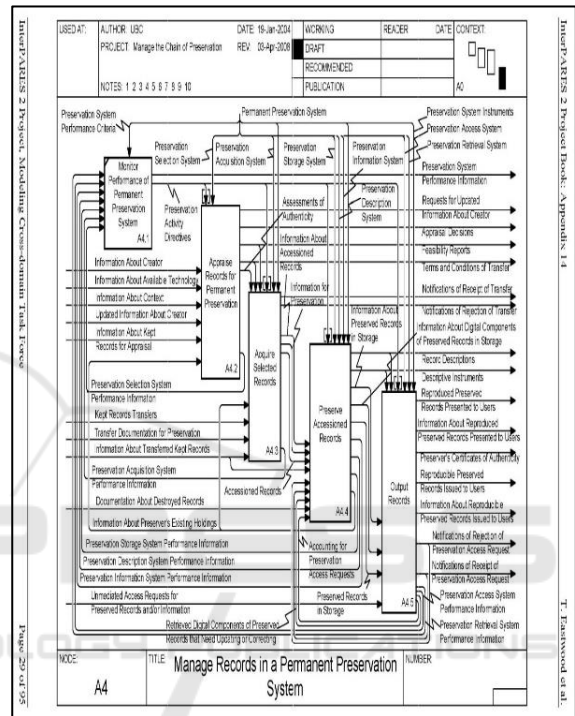 InterPARES 2 Project Book: Appendix 14
InterPARES 2 Project Modeling Cross-domain Task Force
T. Eastwood et al.
Page 29 of 95
USED AT:
AUTHOR: UBC
DATE: 19-Jan-2004
PROJECT: Manage the Chain of Preservation
REV: 03-Apr-2008
NOTES: 1 2 3 4 5 6 7 8 9 10
WORKING
DRAFT
RECOMMENDED
PUBLICATION
READER
DATE
CONTEXT:
A0
Preservation System
Performance Criteria
Permanent Preservation System
Preservation
Selection System
Preservation
Acquisition System
Preservation
Storage System
Preservation
Information System
Preservation
Description
System
Preservation System Instruments
Preservation Access System
Preservation Retrieval System
Monitor
Performance of
Permanent
Preservation
System
A4.1
Preservation
Activity
Directives
Preservation System
Performance Information
Requests for Updated
Information About Creator
Appraisal Decisions
Feasibility Reports
Terms and Conditions of Transfer
Notifications of Receipt of Transfer
Notifications of Rejection of Transfer
Information About Digital Components
of Preserved Records in Storage
Record Descriptions
Descriptive Instruments
Reproduced Preserved
Records Presented to Users
Information About Reproduced
Preserved Records Presented to Users
Preserver's Certificates of Authenticity
Reproducible Preserved
Records Issued to Users
Information About Reproducible
Preserved Records Issued to Users
Notifications of Rejection of
Preservation Access Request
Notifications of Receipt of
Preservation Access Request
Preservation Access System
Performance Information
Preservation Retrieval System
Performance Information
Appraise
Records for
Permanent
Preservation
A4.2
Assessments of
Authenticity
Information About
Accessioned
Records
Information for
Preservation
Information About
Preserved Records
in Storage
Information About Creator
Information About Available Technology
Information About Context
Updated Information About Creator
Information About Kept
Records for Appraisal
Preservation Selection System
Performance Information
Kept Records Transfers
Transfer Documentation for Preservation
Information About Transferred Kept Records
Preservation Acquisition System
Performance Information
Documentation About Destroyed Records
Information About Preserver's Existing Holdings
Preservation Storage System Performance Information
Preservation Description System Performance Information
Preservation Information System Performance Information
Unmediated Access Requests for
Preserved Records and/or Information
Acquire
Selected
Records
A4.3
Accessioned Records
Preserve
Accessioned
Records
A4.4
Accounting for
Preservation
Access Requests
Preserved Records
in Storage
Retrieved Digital Components of Preserved
Records that Need Updating or Correcting
Output
Records
A4.5
NODE:
A4
TITLE:
Manage Records in a Permanent Preservation
System
NUMBER: